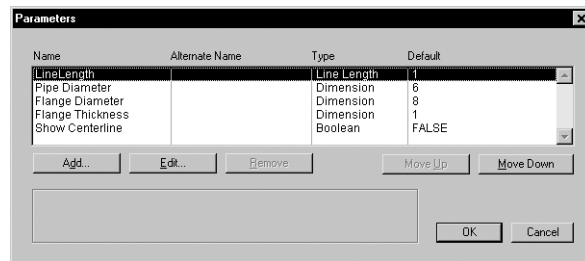 Parameters
Name Alternate Name Type Default
LineLength Line Length 1
Pipe Diameter Dimension 6
Flange Diameter Dimension 8
Flange Thickness Dimension 1
Show Centerline Boolean FALSE
Add... Edit... Remove Move Up Move Down
OK Cancel